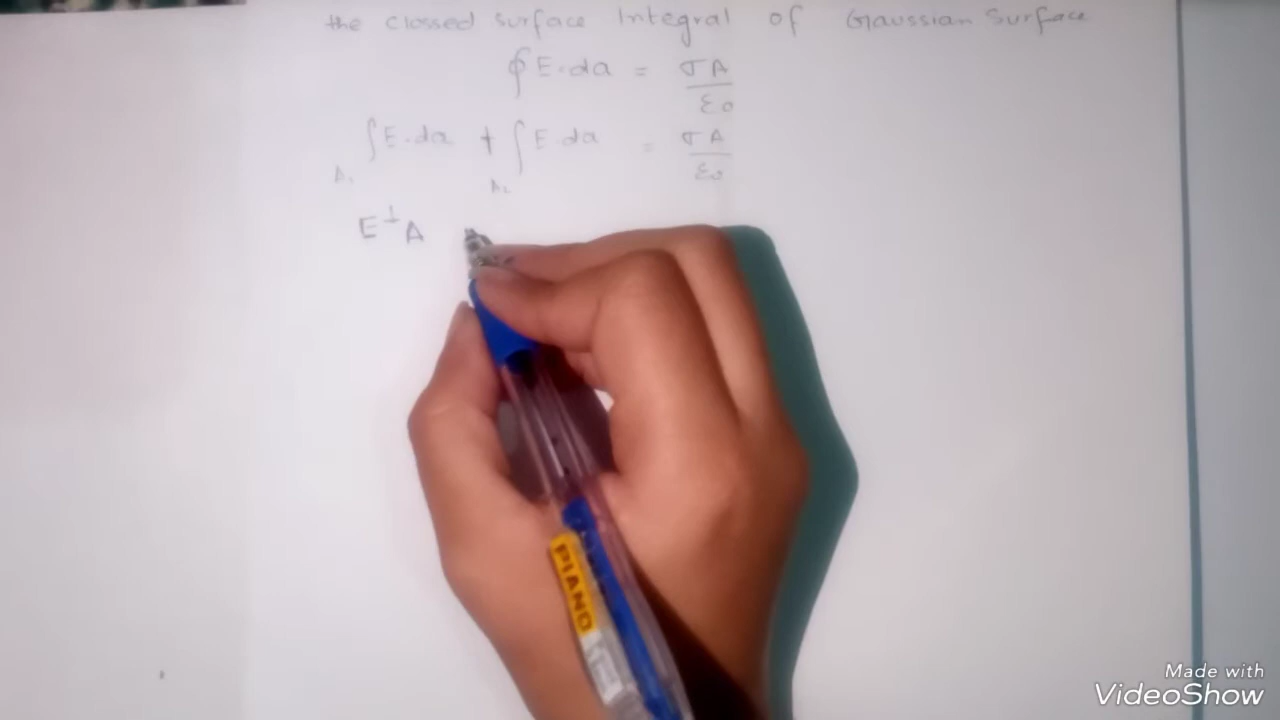 the Clossed surface Integral of Gaussian Surface
∮ E.da = σA/ε₀
∫E.da + ∫E.da = σA/ε₀
A₁ A₂
E^⊥A
PIANO
Made with
VideoShow